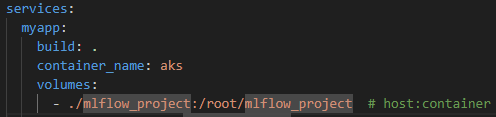 services:
  myapp:
    build: .
    container_name: aks
    volumes:
      - ./mlflow_project:/root/mlflow_project  # host:container